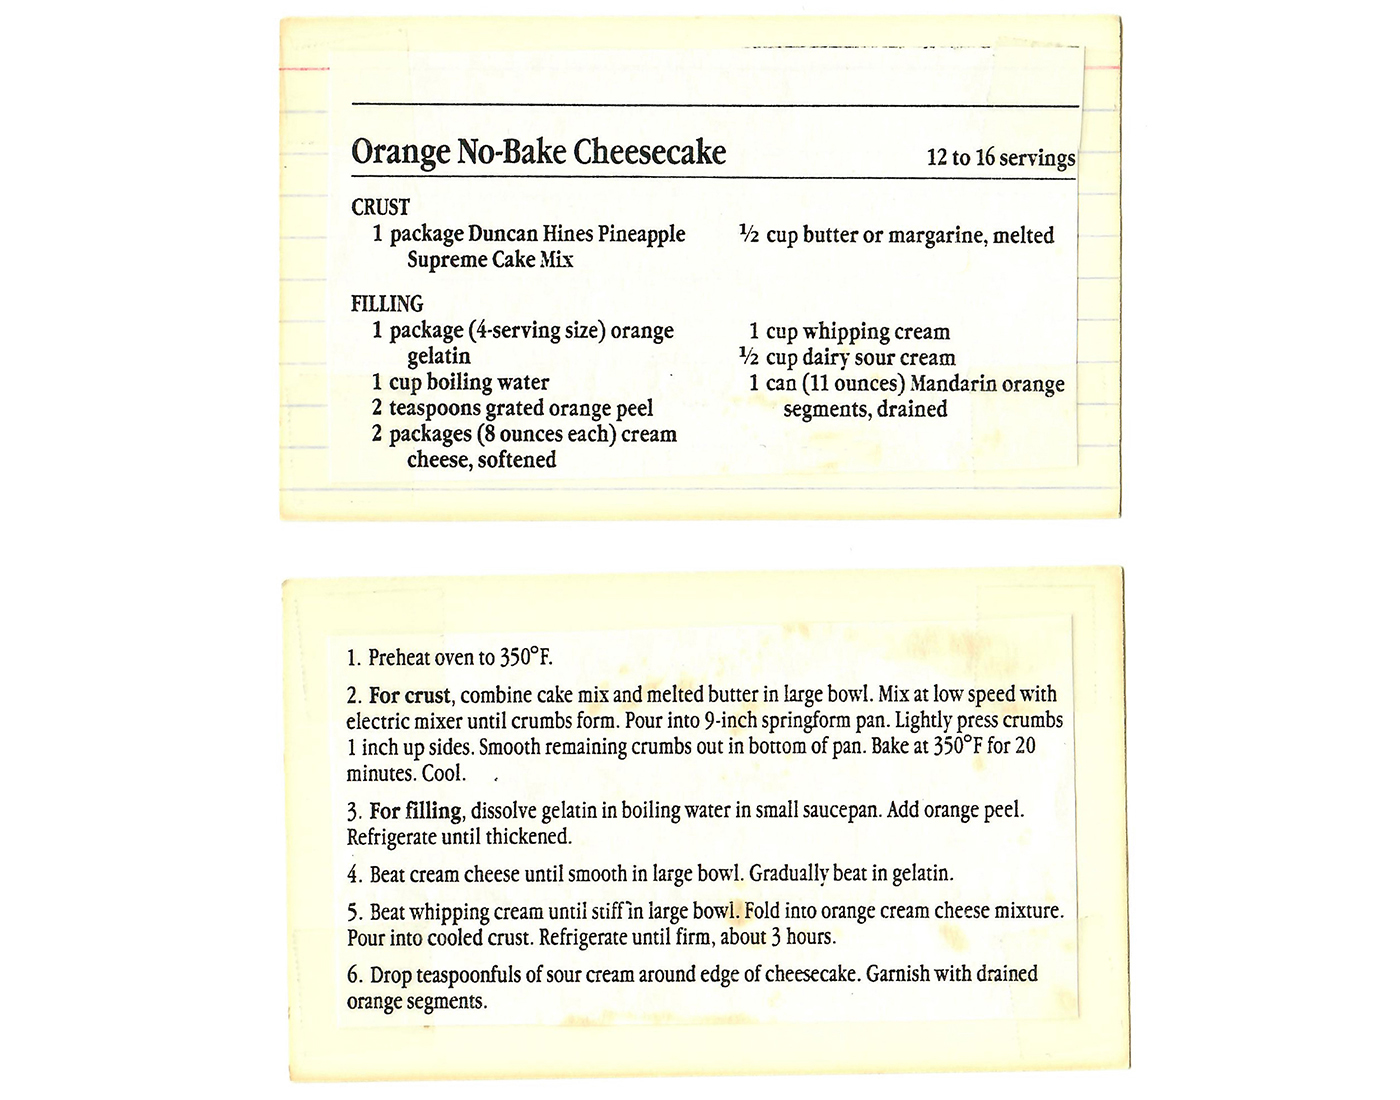 Orange No-Bake Cheesecake 12 to 16 servings
CRUST
1 package Duncan Hines Pineapple
Supreme Cake Mix
½ cup butter or margarine, melted
FILLING
1 package (4-serving size) orange
gelatin
1 cup boiling water
2 teaspoons grated orange peel
2 packages (8 ounces each) cream
cheese, softened
1 cup whipping cream
½ cup dairy sour cream
1 can (11 ounces) Mandarin orange
segments, drained
1. Preheat oven to 350°F.
2. For crust, combine cake mix and melted butter in large bowl. Mix at low speed with
electric mixer until crumbs form. Pour into 9-inch springform pan. Lightly press crumbs
1 inch up sides. Smooth remaining crumbs out in bottom of pan. Bake at 350°F for 20
minutes. Cool.
3. For filling, dissolve gelatin in boiling water in small saucepan. Add orange peel.
Refrigerate until thickened.
4. Beat cream cheese until smooth in large bowl. Gradually beat in gelatin.
5. Beat whipping cream until stiff in large bowl. Fold into orange cream cheese mixture.
Pour into cooled crust. Refrigerate until firm, about 3 hours.
6. Drop teaspoonfuls of sour cream around edge of cheesecake. Garnish with drained
orange segments.